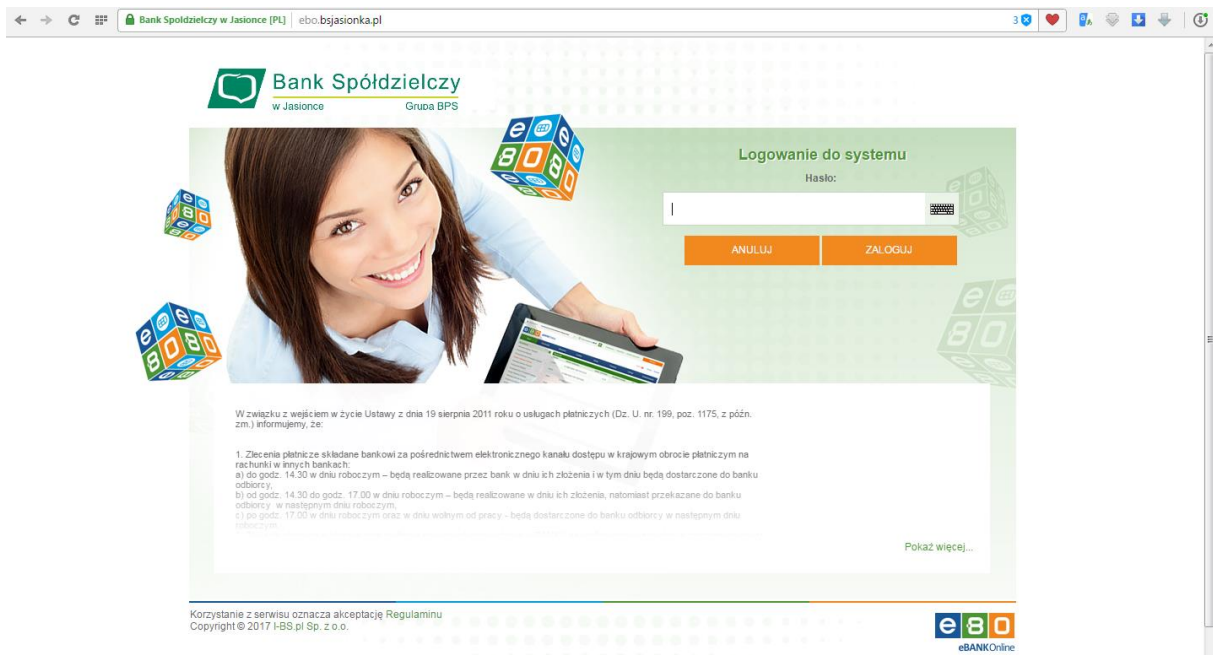 Bank Spoldzielczy w Jasionce [PL] ebo.bsjasionka.pl 3
Bank Spółdzielczy
w Jasionce Grupa BPS
Logowanie do systemu
Hasło:
ANULUJ ZALOGUJ
W związku z wejściem w życie Ustawy z dnia 19 sierpnia 2011 roku o usługach płatniczych (Dz. U. nr. 199, poz. 1175, z późn.
zm.) informujemy, że:
1. Zlecenia płatnicze składane bankowi za pośrednictwem elektronicznego kanału dostępu w krajowym obrocie płatniczym na
rachunki w innych bankach:
a) do godz. 14.30 w dniu roboczym – będą realizowane przez bank w dniu ich złożenia i w tym dniu będą dostarczone do banku
odbiorcy,
b) od godz. 14.30 do godz. 17.00 w dniu roboczym – będą realizowane w dniu ich złożenia, natomiast przekazane do banku
odbiorcy w następnym dniu roboczym,
c) po godz. 17.00 w dniu roboczym oraz w dniu wolnym od pracy - będą dostarczone do banku odbiorcy w następnym dniu
roboczym.
Pokaż więcej...
Korzystanie z serwisu oznacza akceptację Regulaminu
Copyright © 2017 I-BS.pl Sp. z o.o.
eBO
eBANKOnline